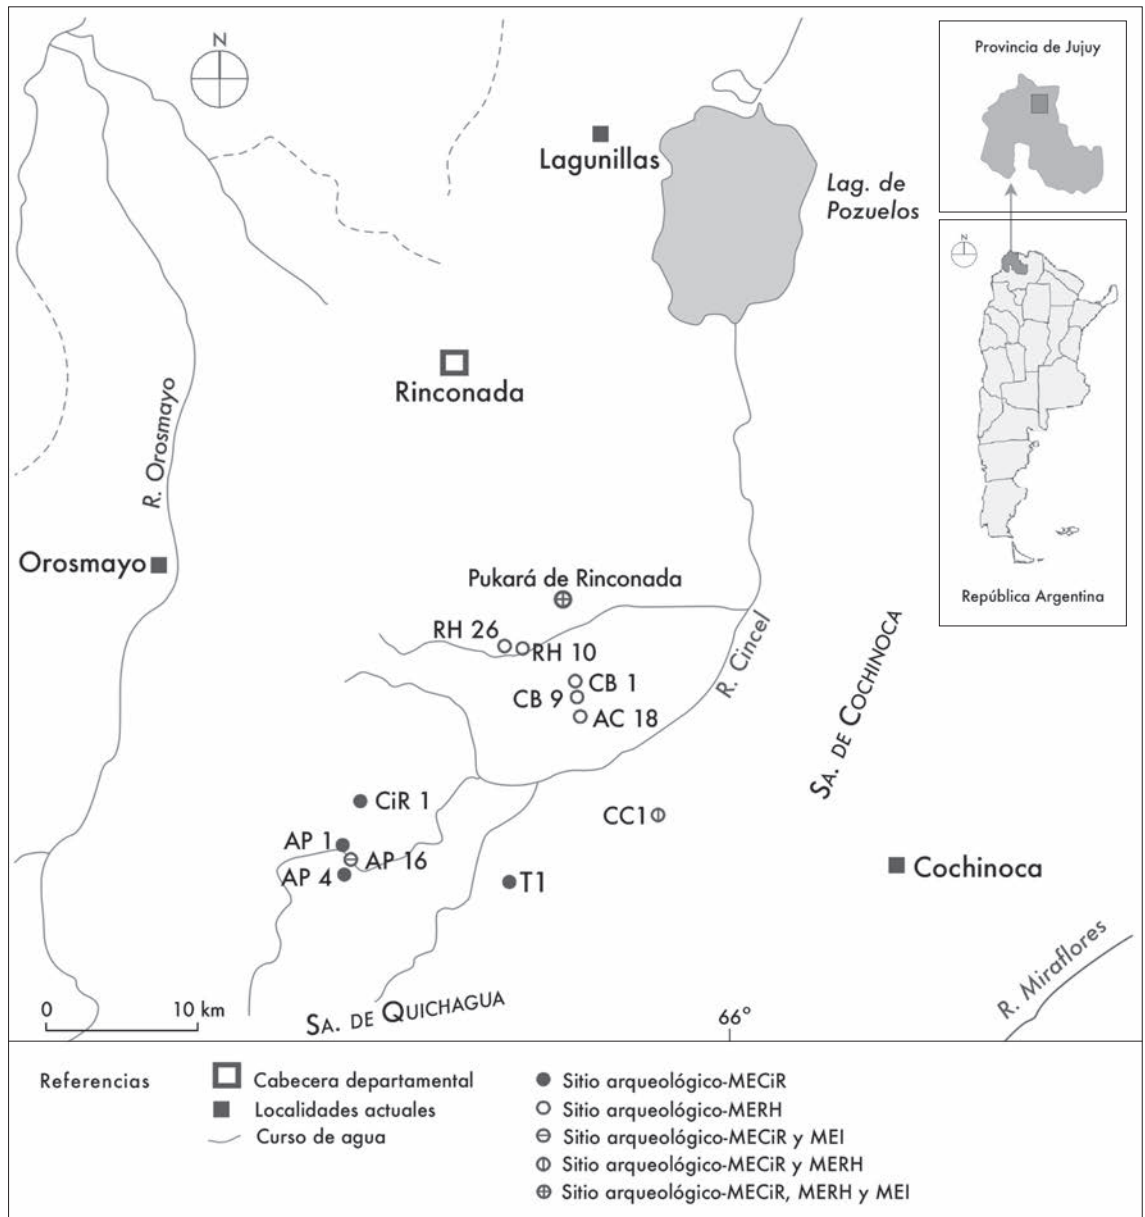 N
Provincia de Jujuy
Lagunillas
Lag. de
Pozuelos
N
Rinconada
R. Orosmayo
Orosmayo
República Argentina
Pukará de Rinconada
RH 26
RH 10
R. Cincel
CB 1
CB 9
AC 18
SA. DE COCHINOCA
CiR 1
CC1
AP 1
AP 16
AP 4
T1
Cochinoca
R. Miraflores
0 10 km
SA. DE QUICHAGUA
66º
Referencias
Cabecera departamental
Localidades actuales
Curso de agua
Sitio arqueológico-MECiR
Sitio arqueológico-MERH
Sitio arqueológico-MECiR y MEI
Sitio arqueológico-MECiR y MERH
Sitio arqueológico-MECiR, MERH y MEI